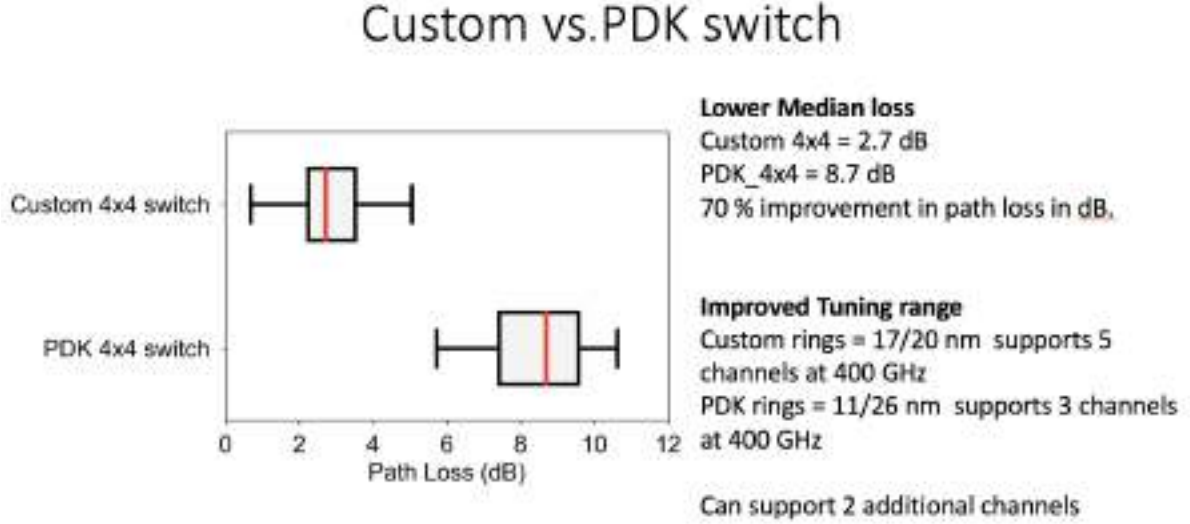 Custom vs.PDK switch
Custom 4x4 switch
PDK 4x4 switch
0 2 4 6 8 10 12
Path Loss (dB)
Lower Median loss
Custom 4x4 = 2.7 dB
PDK_4x4 = 8.7 dB
70 % improvement in path loss in dB.
Improved Tuning range
Custom rings = 17/20 nm supports 5
channels at 400 GHz
PDK rings = 11/26 nm supports 3 channels
at 400 GHz
Can support 2 additional channels